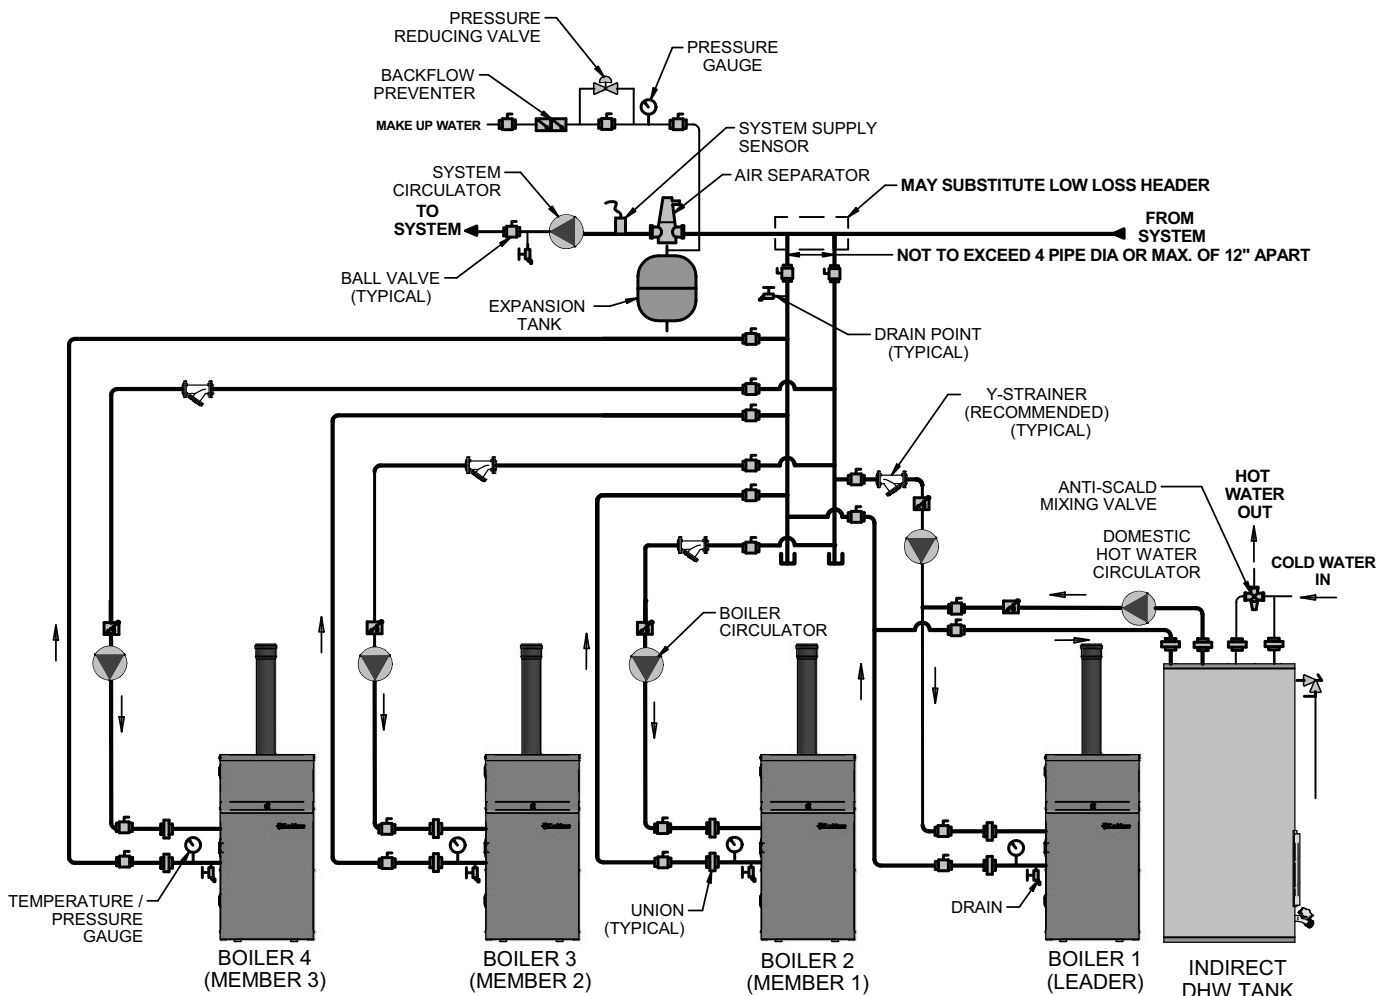 PRESSURE
REDUCING VALVE
PRESSURE
GAUGE
BACKFLOW
PREVENTER
MAKE UP WATER
SYSTEM SUPPLY
SENSOR
SYSTEM
CIRCULATOR
AIR SEPARATOR
MAY SUBSTITUTE LOW LOSS HEADER
TO
SYSTEM
FROM
SYSTEM
NOT TO EXCEED 4 PIPE DIA OR MAX. OF 12" APART
BALL VALVE
(TYPICAL)
EXPANSION
TANK
DRAIN POINT
(TYPICAL)
Y-STRAINER
(RECOMMENDED)
(TYPICAL)
ANTI-SCALD
MIXING VALVE
HOT
WATER
OUT
DOMESTIC
HOT WATER
CIRCULATOR
COLD WATER
IN
BOILER
CIRCULATOR
TEMPERATURE /
PRESSURE
GAUGE
UNION
(TYPICAL)
DRAIN
BOILER 4
(MEMBER 3)
BOILER 3
(MEMBER 2)
BOILER 2
(MEMBER 1)
BOILER 1
(LEADER)
INDIRECT
DHW TANK